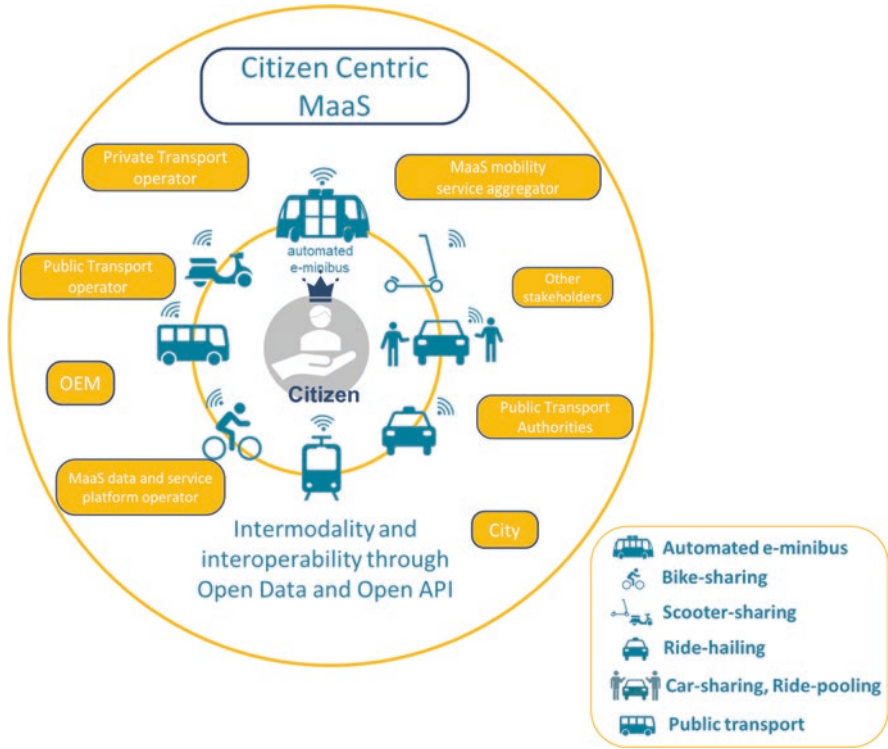 Citizen Centric
MaaS
Private Transport
operator
MaaS mobility
service aggregator
automated
e-minibus
Public Transport
operator
Other
stakeholders
OEM
Citizen
Public Transport
Authorities
MaaS data and service
platform operator
City
Intermodality and
interoperability through
Open Data and Open API
Automated e-minibus
Bike-sharing
Scooter-sharing
Ride-hailing
Car-sharing, Ride-pooling
Public transport